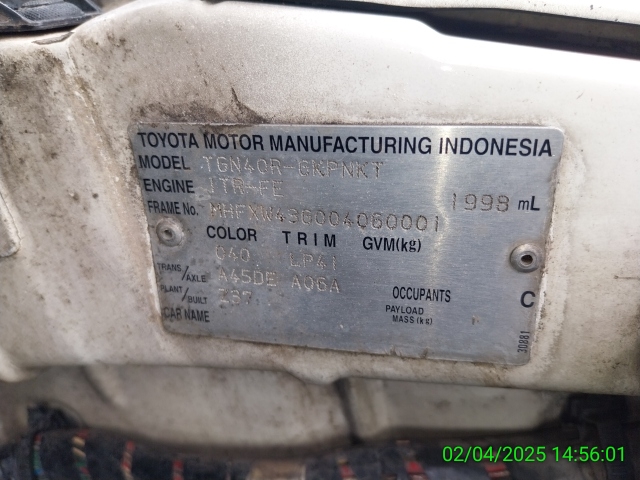 TOYOTA MOTOR MANUFACTURING INDONESIA
MODEL TGN40R-GKPNKT
ENGINE 1TR-FE 1998 mL
FRAME No. MHFXW43G004060001
COLOR TRIM GVM(kg)
040 LP41
TRANS/AXLE A45DE A06A
PLANT/BUILT
CAR NAME
OCCUPANTS C
PAYLOAD
MASS (kg)
3D881
02/04/2025 14:56:01